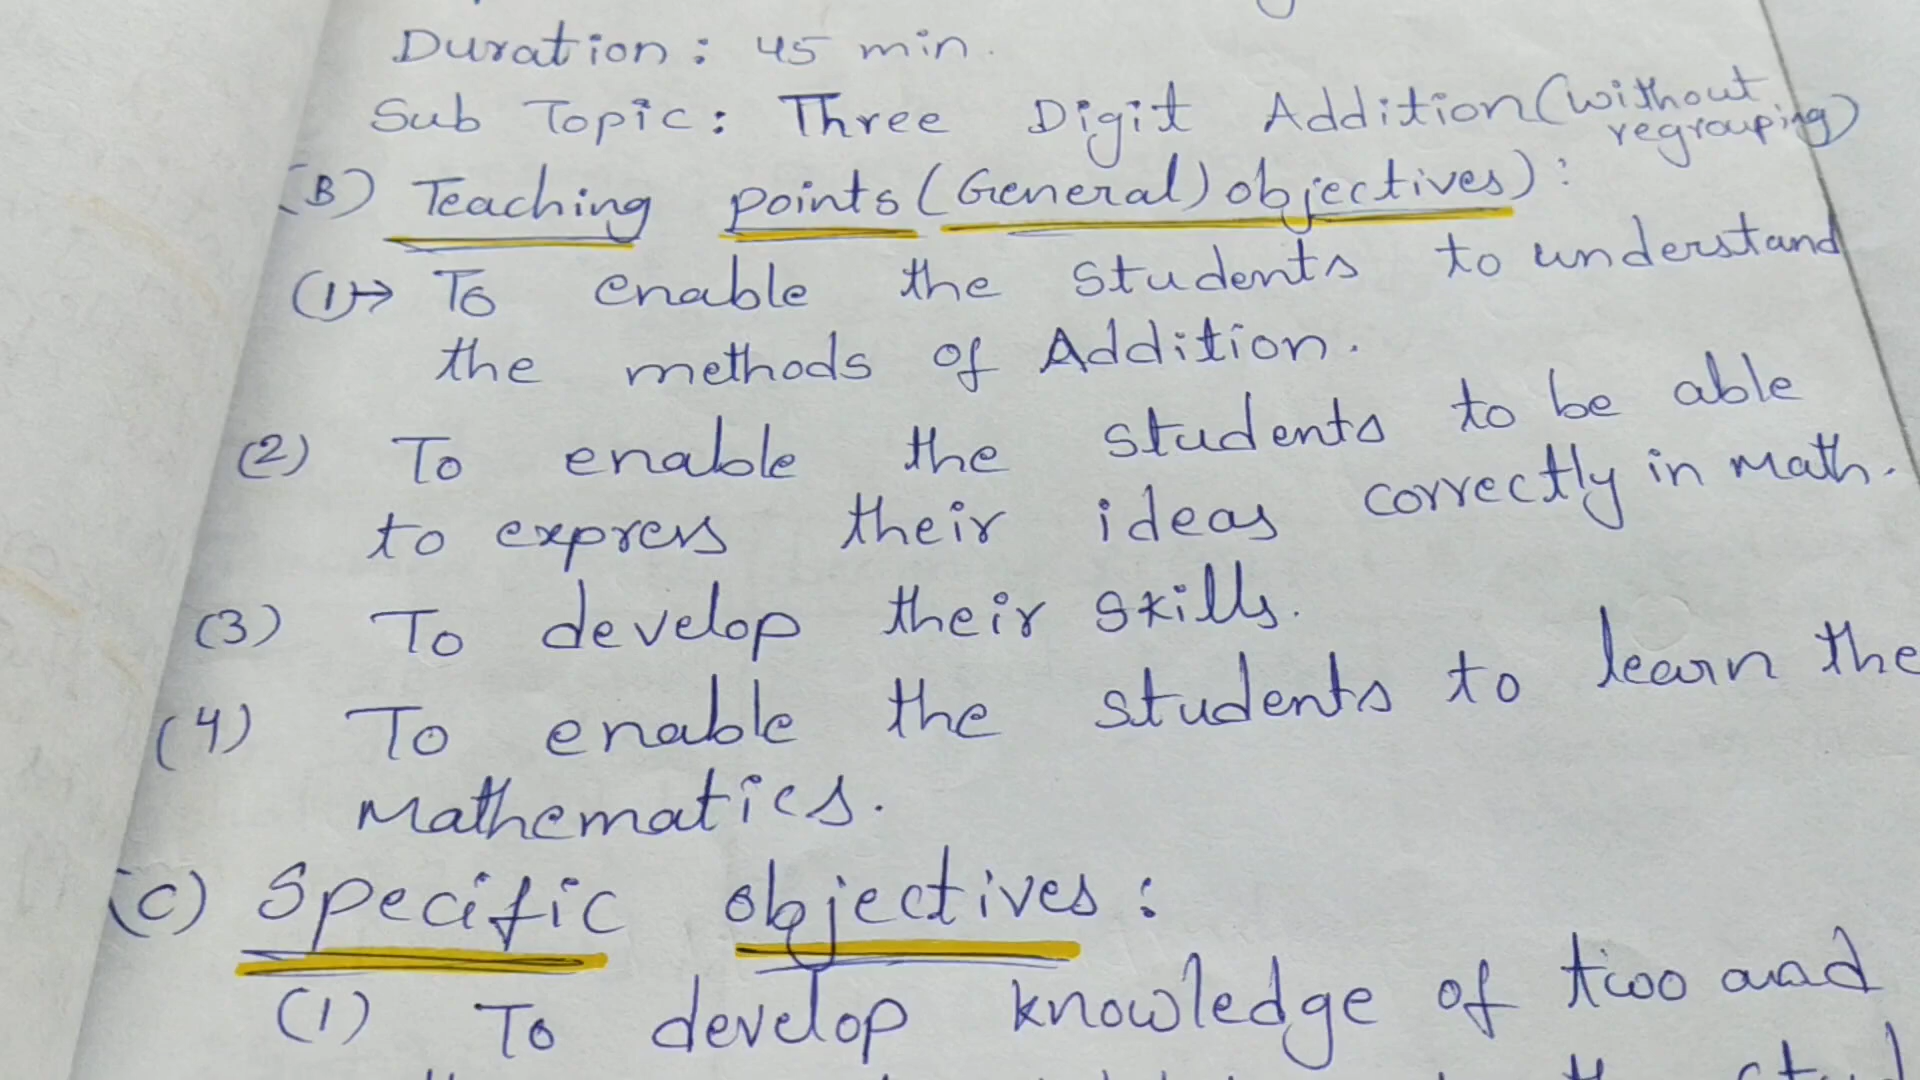 Duration: 45 min.
Sub Topic: Three Digit Addition (without regrouping)
(B) Teaching points (General) objectives):
(1)→ To enable the students to understand
the methods of Addition.
(2) To enable the students to be able
to express their ideas correctly in Math.
(3) To develop their skills.
(4) To enable the students to learn the
Mathematics.
(C) Specific objectives:
(1) To develop knowledge of two and